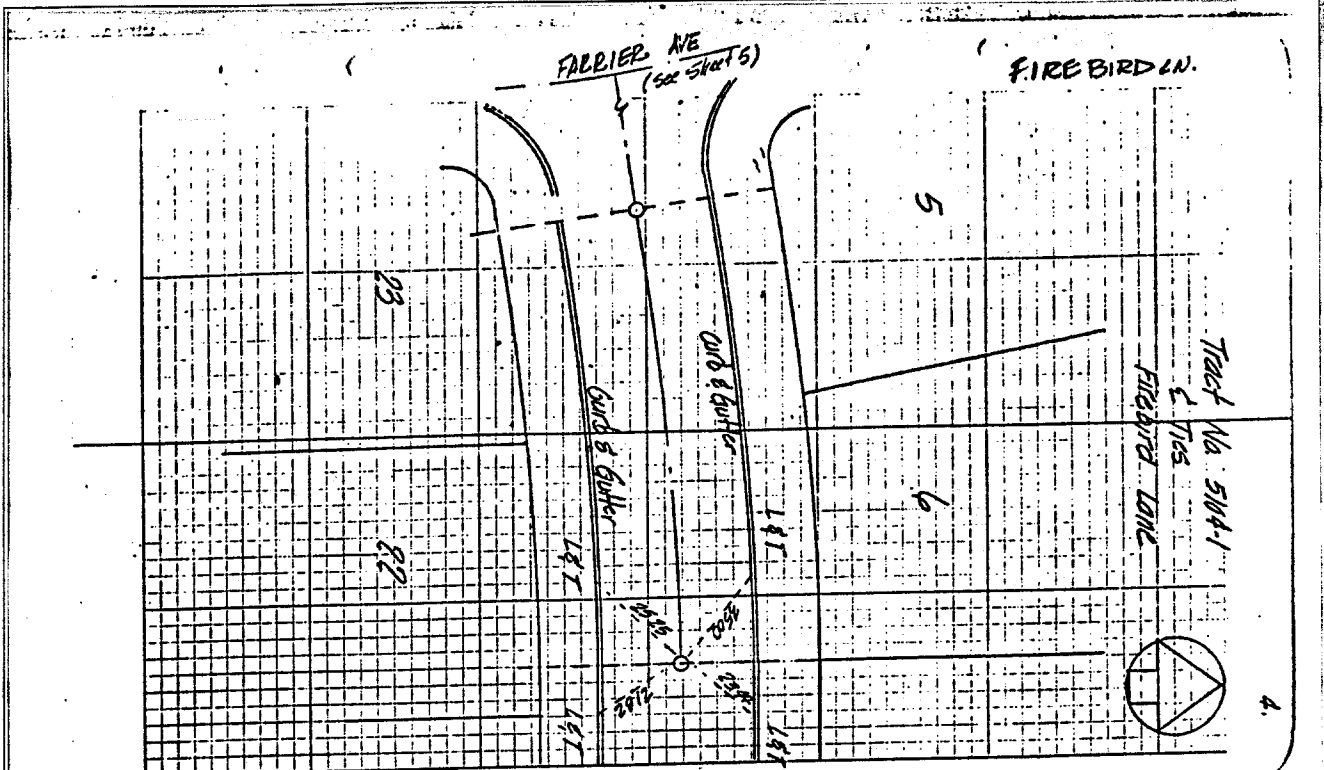 FARRIER AVE
(see Sheet 5)
FIREBIRD LN.
Tract No. 5104-1
& Ties
Firebird Lane
5
6
23
22
Curb & Gutter
Curb & Gutter
L&T
L&T
L&T
L&T
4.